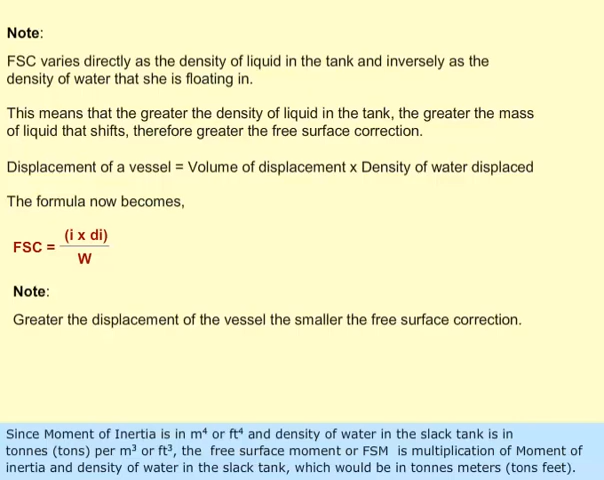 Note:
FSC varies directly as the density of liquid in the tank and inversely as the
density of water that she is floating in.
This means that the greater the density of liquid in the tank, the greater the mass
of liquid that shifts, therefore greater the free surface correction.
Displacement of a vessel = Volume of displacement x Density of water displaced
The formula now becomes,
FSC = (i x di)
W
Note:
Greater the displacement of the vessel the smaller the free surface correction.
Since Moment of Inertia is in m⁴ or ft⁴ and density of water in the slack tank is in
tonnes (tons) per m³ or ft³, the free surface moment or FSM is multiplication of Moment of
inertia and density of water in the slack tank, which would be in tonnes meters (tons feet).